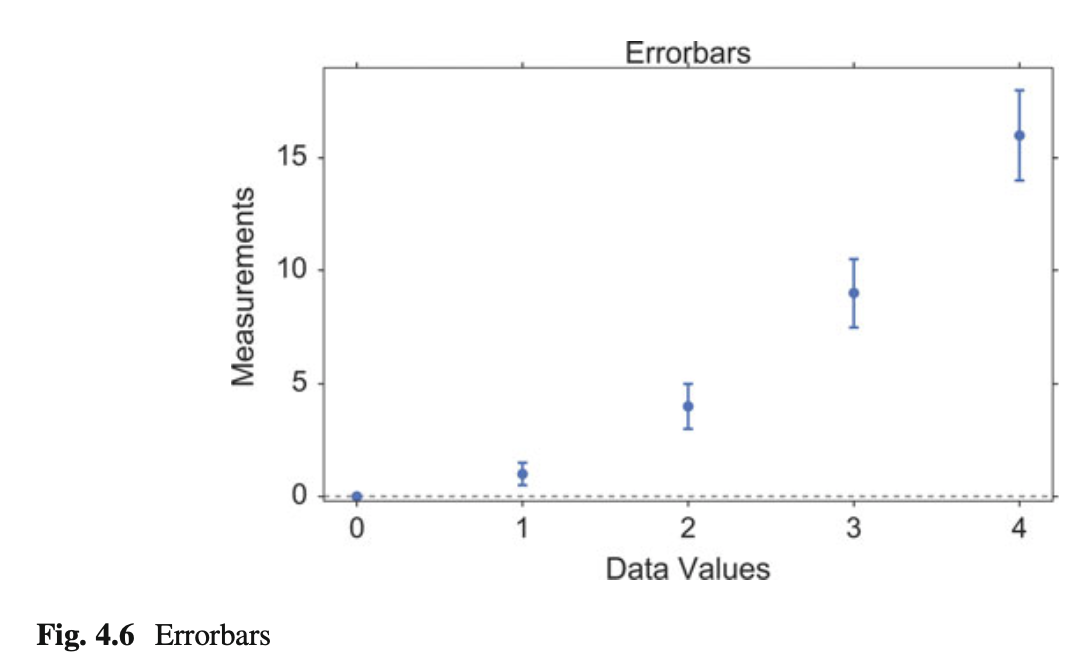 Errorbars
15
10
5
0
Measurements
0 1 2 3 4
Data Values
Fig. 4.6 Errorbars